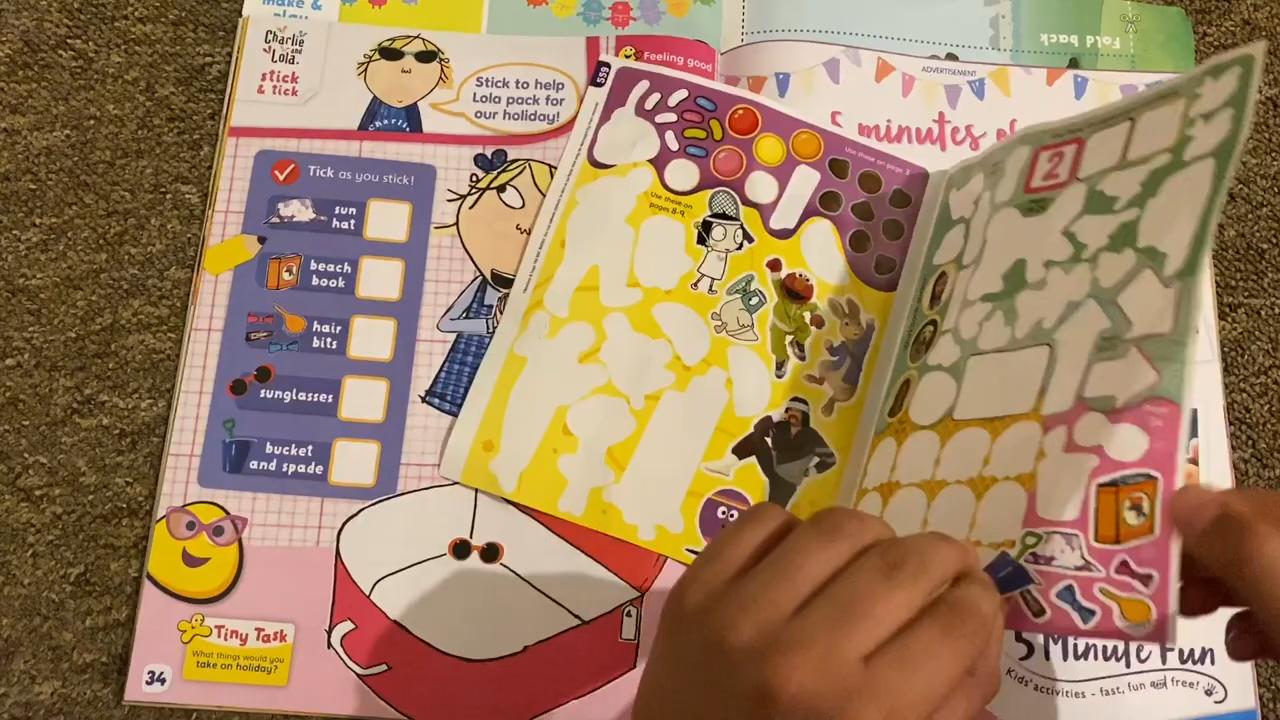 make &
play
Charlie
and
Lola.
stick
& tick
Stick to help
Lola pack for
our holiday!
Charlie
Feeling good
Fold back
ADVERTISEMENT
5 minutes of
559
Use these on page 3
Use these on
pages 8-9.
2
Tick as you stick!
sun
hat
beach
book
hair
bits
sunglasses
bucket
and spade
Tiny Task
What things would you
take on holiday?
34
5 Minute Fun
Kids' activities - fast, fun and free!